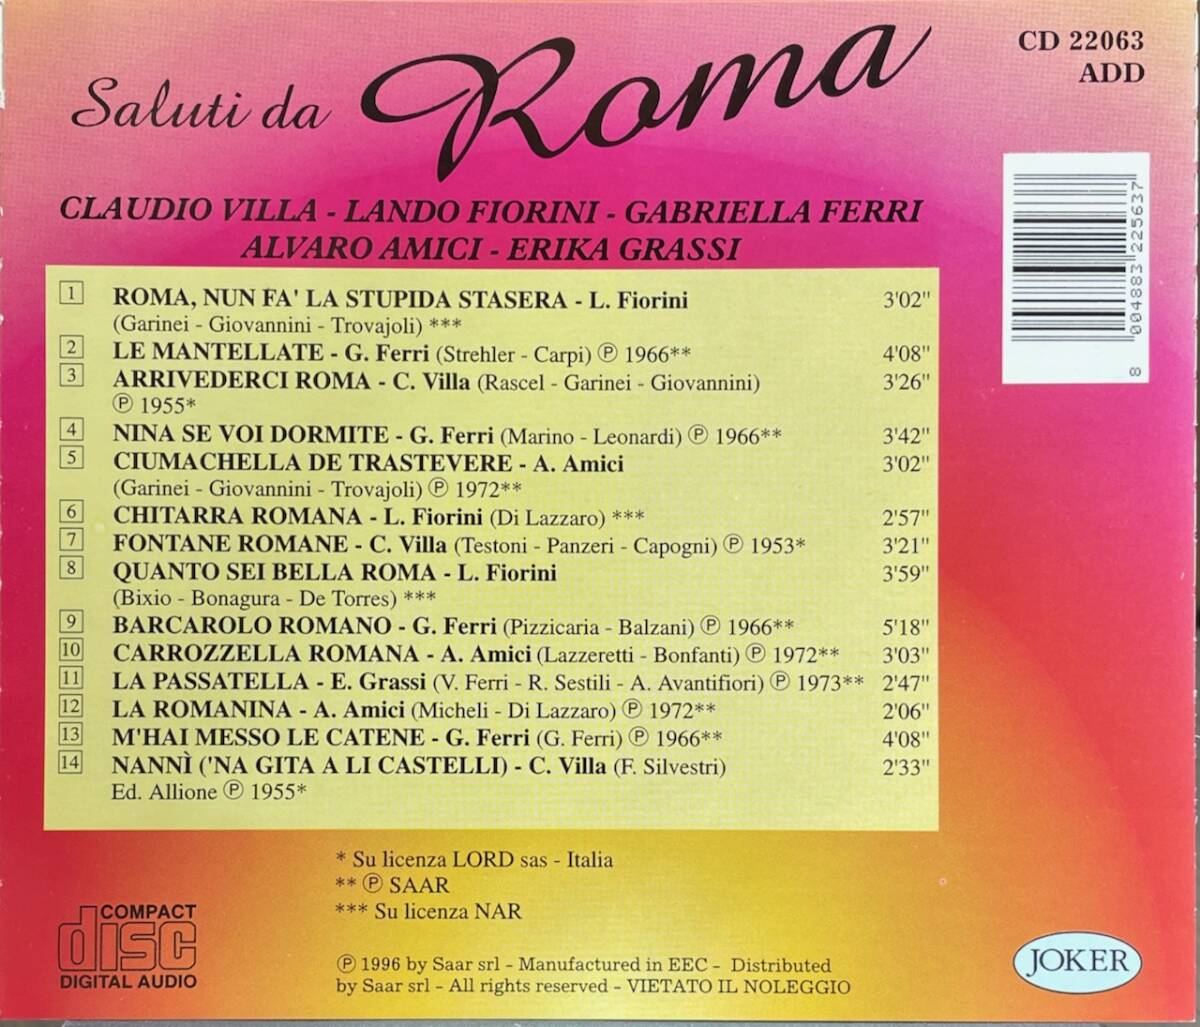 Saluti da Roma
CD 22063
ADD
CLAUDIO VILLA - LANDO FIORINI - GABRIELLA FERRI
ALVARO AMICI - ERIKA GRASSI
8 004883 225637
1 ROMA, NUN FA' LA STUPIDA STASERA - L. Fiorini 3'02"
(Garinei - Giovannini - Trovajoli) ***
2 LE MANTELLATE - G. Ferri (Strehler - Carpi) ℗ 1966** 4'08"
3 ARRIVEDERCI ROMA - C. Villa (Rascel - Garinei - Giovannini) 3'26"
℗ 1955*
4 NINA SE VOI DORMITE - G. Ferri (Marino - Leonardi) ℗ 1966** 3'42"
5 CIUMACHELLA DE TRASTEVERE - A. Amici 3'02"
(Garinei - Giovannini - Trovajoli) ℗ 1972**
6 CHITARRA ROMANA - L. Fiorini (Di Lazzaro) *** 2'57"
7 FONTANE ROMANE - C. Villa (Testoni - Panzeri - Capogni) ℗ 1953* 3'21"
8 QUANTO SEI BELLA ROMA - L. Fiorini 3'59"
(Bixio - Bonagura - De Torres) ***
9 BARCAROLO ROMANO - G. Ferri (Pizzicaria - Balzani) ℗ 1966** 5'18"
10 CARROZZELLA ROMANA - A. Amici (Lazzeretti - Bonfanti) ℗ 1972** 3'03"
11 LA PASSATELLA - E. Grassi (V. Ferri - R. Sestili - A. Avantifiori) ℗ 1973** 2'47"
12 LA ROMANINA - A. Amici (Micheli - Di Lazzaro) ℗ 1972** 2'06"
13 M'HAI MESSO LE CATENE - G. Ferri (G. Ferri) ℗ 1966** 4'08"
14 NANNÌ ('NA GITA A LI CASTELLI) - C. Villa (F. Silvestri) 2'33"
Ed. Allione ℗ 1955*
* Su licenza LORD sas - Italia
** ℗ SAAR
*** Su licenza NAR
COMPACT
disc
DIGITAL AUDIO
℗ 1996 by Saar srl - Manufactured in EEC - Distributed
by Saar srl - All rights reserved - VIETATO IL NOLEGGIO
JOKER